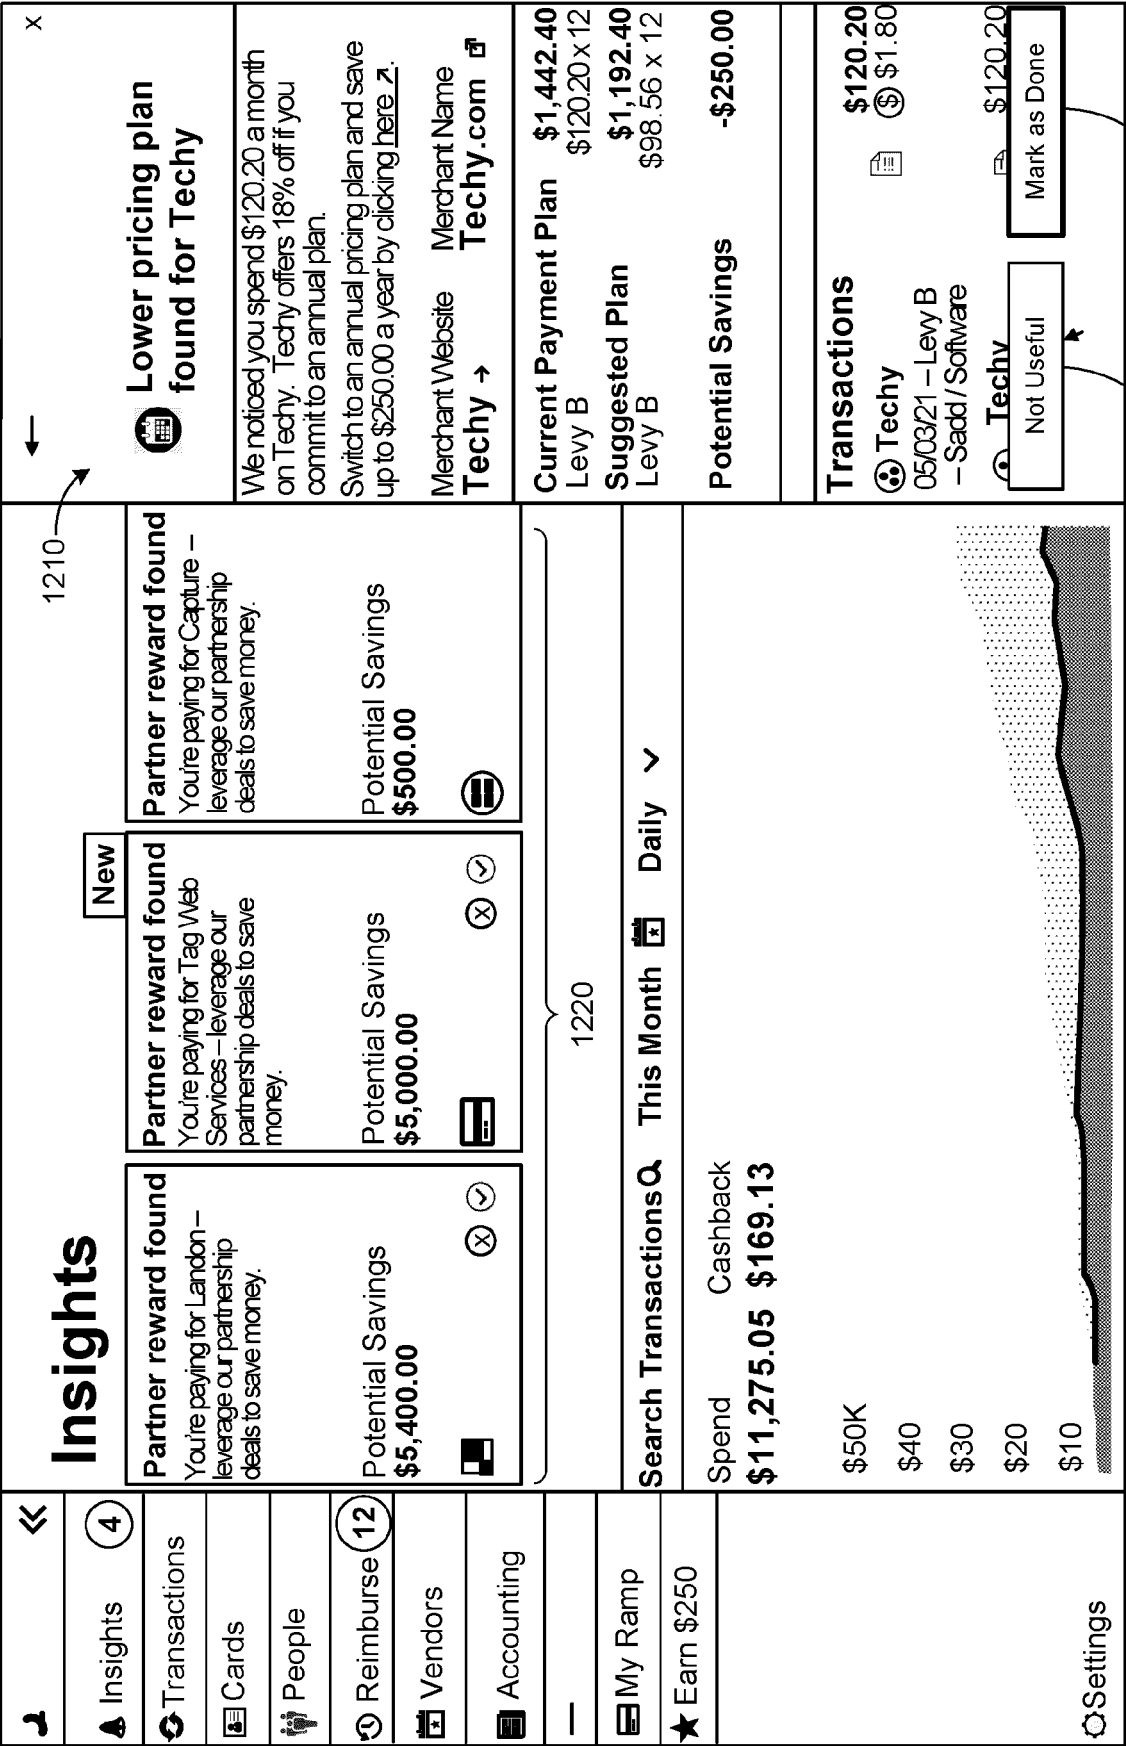 Insights
4
Transactions
Cards
People
Reimburse
12
Vendors
Accounting
My Ramp
Earn $250
Settings
Insights
Partner reward found
You're paying for Landon –
leverage our partnership
deals to save money.
Potential Savings
$5,400.00
X
New
Partner reward found
You're paying for Tag Web
Services – leverage our
partnership deals to save
money.
Potential Savings
$5,000.00
X
Partner reward found
You're paying for Capture –
leverage our partnership
deals to save money.
Potential Savings
$500.00
1220
Search Transactions
This Month
Daily
Spend Cashback
$11,275.05 $169.13
$50K
$40
$30
$20
$10
1210
X
Lower pricing plan
found for Techy
We noticed you spend $120.20 a month
on Techy. Techy offers 18% off if you
commit to an annual plan.
Switch to an annual pricing plan and save
up to $250.00 a year by clicking here ↗.
Merchant Website Merchant Name
Techy → Techy.com
Current Payment Plan $1,442.40
Levy B $120.20 x 12
Suggested Plan $1,192.40
Levy B $98.56 x 12
Potential Savings -$250.00
Transactions
Techy $120.20
05/03/21 – Levy B $ $1.80
– Sadd / Software
Techy $120.20
Not Useful
Mark as Done